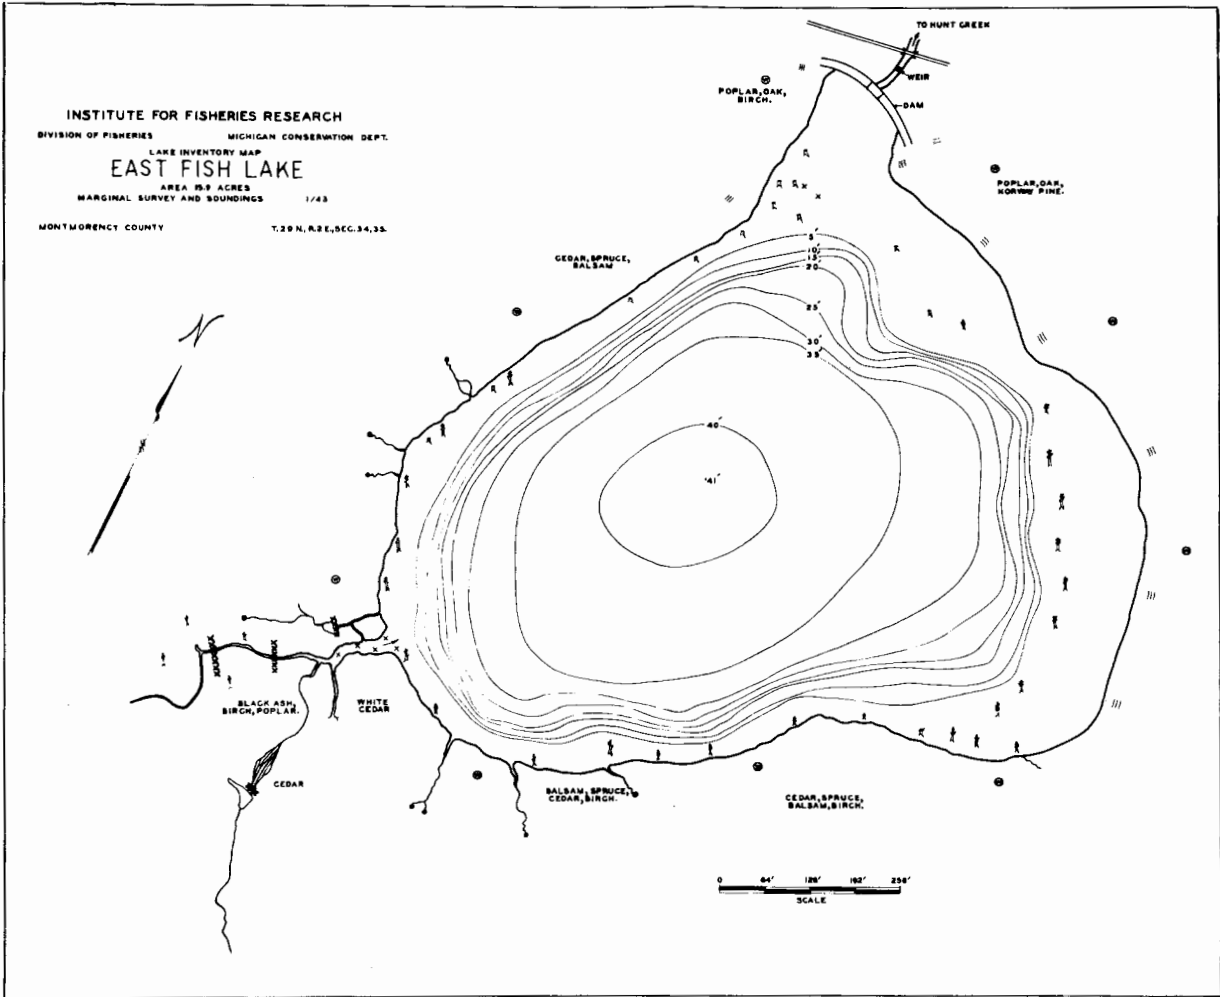 INSTITUTE FOR FISHERIES RESEARCH
DIVISION OF FISHERIES MICHIGAN CONSERVATION DEPT.
LAKE INVENTORY MAP
EAST FISH LAKE
AREA 15.9 ACRES
MARGINAL SURVEY AND SOUNDINGS 1/43
MONTMORENCY COUNTY T.29 N., R.2 E., SEC. 34, 35.
TO HUNT CREEK
WEIR
DAM
POPLAR, OAK,
BIRCH.
POPLAR, OAK,
NORWAY PINE.
CEDAR, SPRUCE,
BALSAM
N
5'
10'
15'
20'
25'
30'
35'
40'
41'
BLACK ASH,
BIRCH, POPLAR.
WHITE
CEDAR
CEDAR
BALSAM, SPRUCE,
CEDAR, BIRCH.
CEDAR, SPRUCE,
BALSAM, BIRCH.
0 64' 128' 192' 256'
SCALE